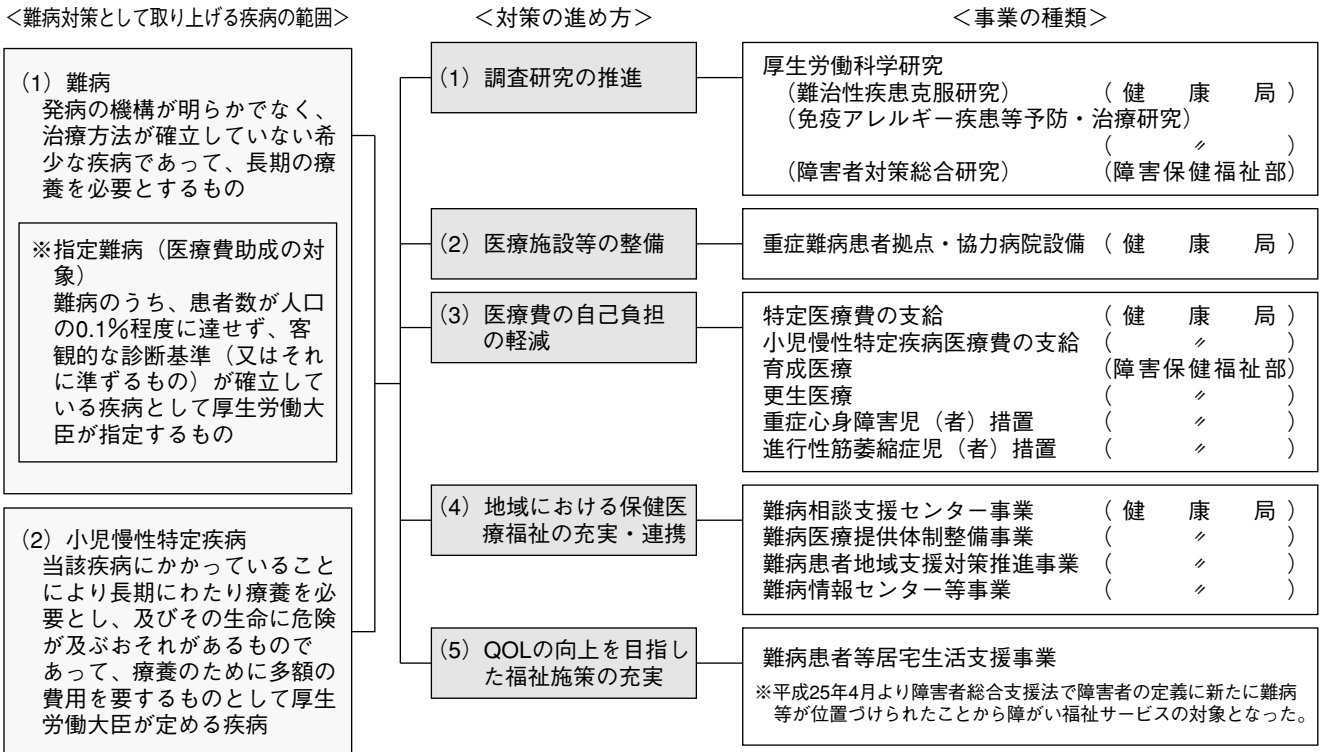 ＜難病対策として取り上げる疾病の範囲＞
（1）難病
発病の機構が明らかでなく、
治療方法が確立していない希
少な疾病であって、長期の療
養を必要とするもの
※指定難病（医療費助成の対
象）
難病のうち、患者数が人口
の0.1％程度に達せず、客
観的な診断基準（又はそれ
に準ずるもの）が確立して
いる疾病として厚生労働大
臣が指定するもの
（2）小児慢性特定疾病
当該疾病にかかっていること
により長期にわたり療養を必
要とし、及びその生命に危険
が及ぶおそれがあるもので
あって、療養のために多額の
費用を要するものとして厚生
労働大臣が定める疾病
＜対策の進め方＞
（1）調査研究の推進
（2）医療施設等の整備
（3）医療費の自己負担
の軽減
（4）地域における保健医
療福祉の充実・連携
（5）QOLの向上を目指し
た福祉施策の充実
＜事業の種類＞
厚生労働科学研究
（難治性疾患克服研究）（健康局）
（免疫アレルギー疾患等予防・治療研究）
（〃）
（障害者対策総合研究）（障害保健福祉部）
重症難病患者拠点・協力病院設備（健康局）
特定医療費の支給（健康局）
小児慢性特定疾病医療費の支給（〃）
育成医療（障害保健福祉部）
更生医療（〃）
重症心身障害児（者）措置（〃）
進行性筋萎縮症児（者）措置（〃）
難病相談支援センター事業（健康局）
難病医療提供体制整備事業（〃）
難病患者地域支援対策推進事業（〃）
難病情報センター等事業（〃）
難病患者等居宅生活支援事業
※平成25年4月より障害者総合支援法で障害者の定義に新たに難病
等が位置づけられたことから障がい福祉サービスの対象となった。